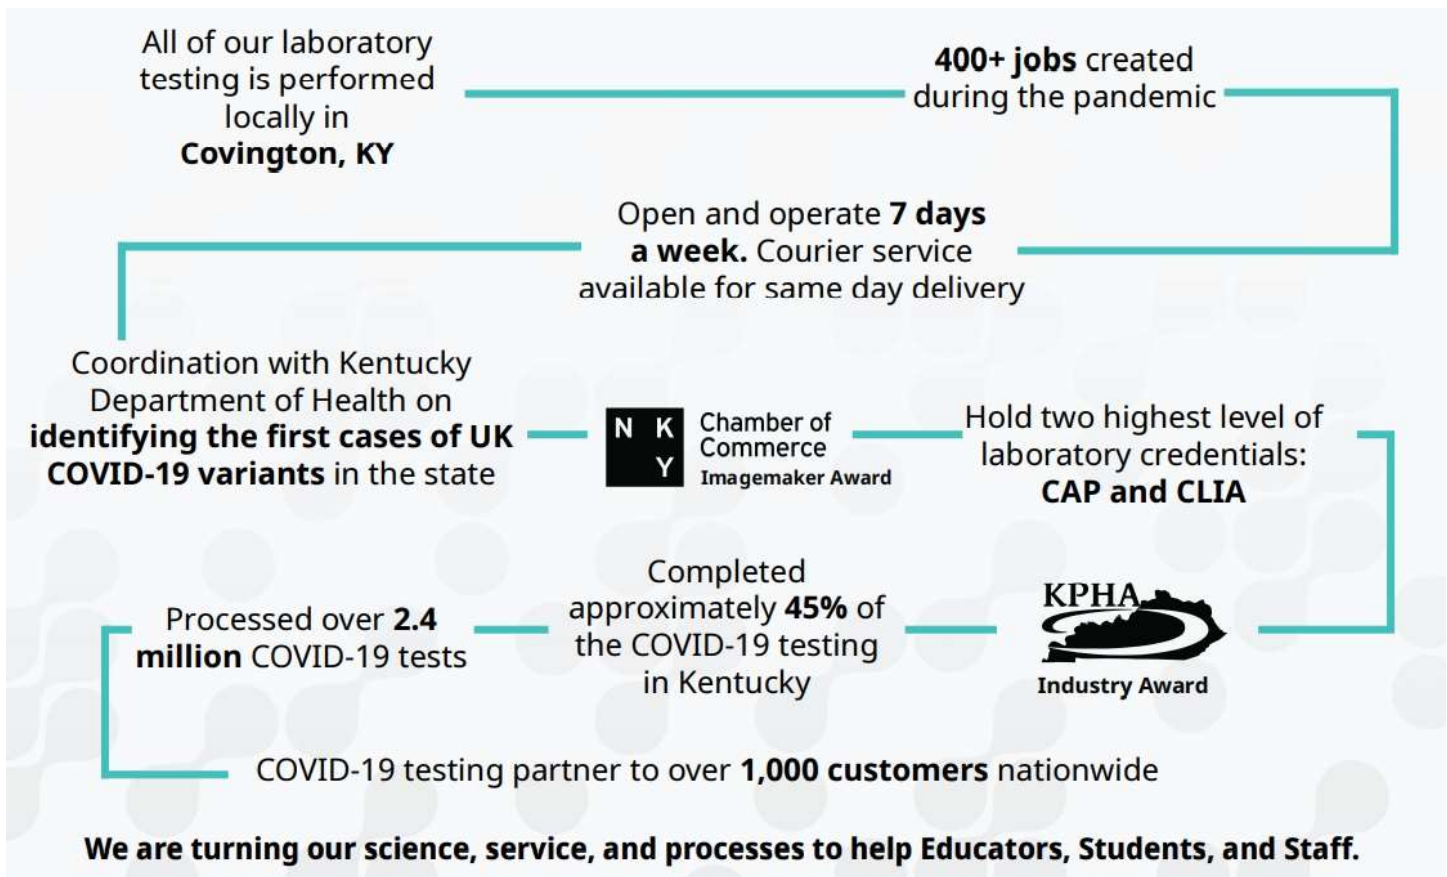 All of our laboratory
testing is performed
locally in
Covington, KY
400+ jobs created
during the pandemic
Open and operate 7 days
a week. Courier service
available for same day delivery
Coordination with Kentucky
Department of Health on
identifying the first cases of UK
COVID-19 variants in the state
N K
Y
Chamber of
Commerce
Imagemaker Award
Hold two highest level of
laboratory credentials:
CAP and CLIA
KPHA
Industry Award
Completed
approximately 45% of
the COVID-19 testing
in Kentucky
Processed over 2.4
million COVID-19 tests
COVID-19 testing partner to over 1,000 customers nationwide
We are turning our science, service, and processes to help Educators, Students, and Staff.